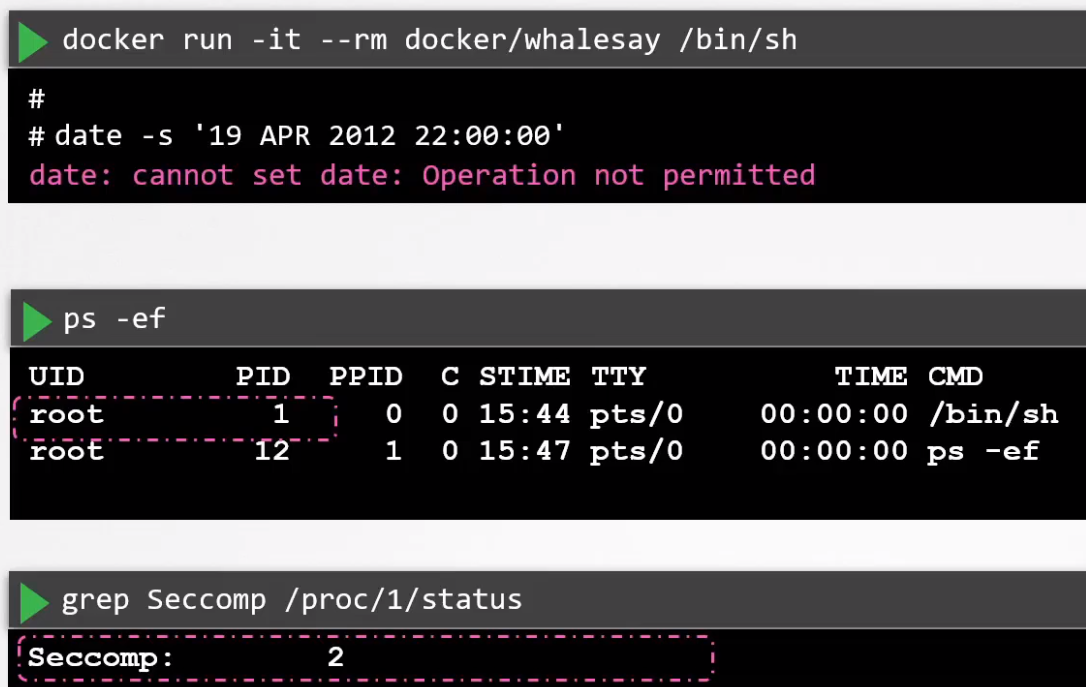 docker run -it --rm docker/whalesay /bin/sh
#
# date -s '19 APR 2012 22:00:00'
date: cannot set date: Operation not permitted
ps -ef
UID PID PPID C STIME TTY TIME CMD
root 1 0 0 15:44 pts/0 00:00:00 /bin/sh
root 12 1 0 15:47 pts/0 00:00:00 ps -ef
grep Seccomp /proc/1/status
Seccomp: 2